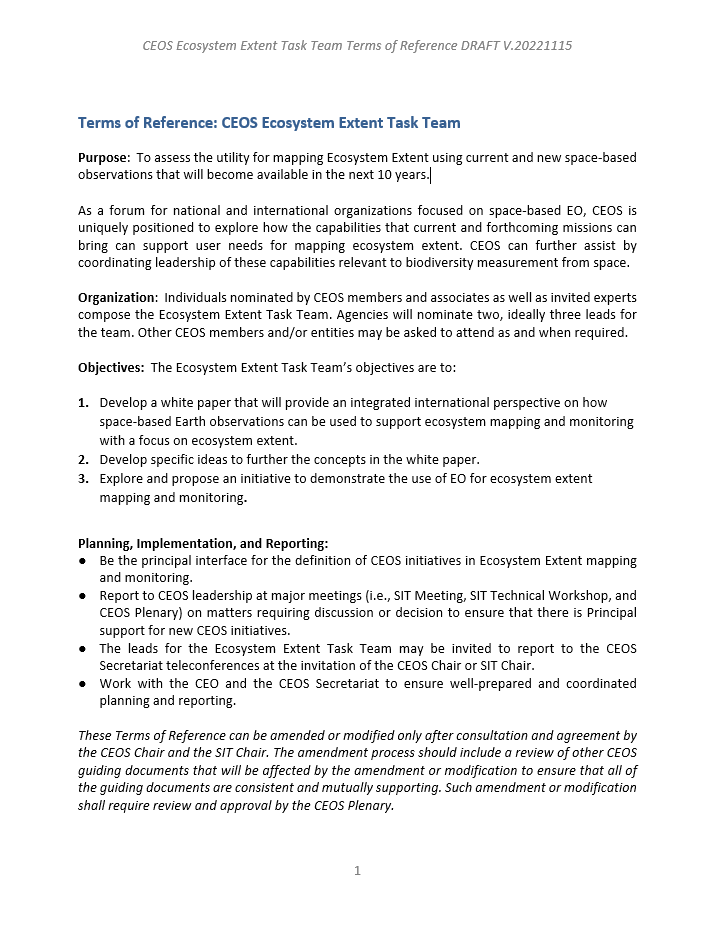 CEOS Ecosystem Extent Task Team Terms of Reference DRAFT V.20221115
Terms of Reference: CEOS Ecosystem Extent Task Team
Purpose: To assess the utility for mapping Ecosystem Extent using current and new space-based
observations that will become available in the next 10 years.
As a forum for national and international organizations focused on space-based EO, CEOS is
uniquely positioned to explore how the capabilities that current and forthcoming missions can
bring can support user needs for mapping ecosystem extent. CEOS can further assist by
coordinating leadership of these capabilities relevant to biodiversity measurement from space.
Organization: Individuals nominated by CEOS members and associates as well as invited experts
compose the Ecosystem Extent Task Team. Agencies will nominate two, ideally three leads for
the team. Other CEOS members and/or entities may be asked to attend as and when required.
Objectives: The Ecosystem Extent Task Team's objectives are to:
1. Develop a white paper that will provide an integrated international perspective on how
space-based Earth observations can be used to support ecosystem mapping and monitoring
with a focus on ecosystem extent.
2. Develop specific ideas to further the concepts in the white paper.
3. Explore and propose an initiative to demonstrate the use of EO for ecosystem extent
mapping and monitoring.
Planning, Implementation, and Reporting:
● Be the principal interface for the definition of CEOS initiatives in Ecosystem Extent mapping
and monitoring.
● Report to CEOS leadership at major meetings (i.e., SIT Meeting, SIT Technical Workshop, and
CEOS Plenary) on matters requiring discussion or decision to ensure that there is Principal
support for new CEOS initiatives.
● The leads for the Ecosystem Extent Task Team may be invited to report to the CEOS
Secretariat teleconferences at the invitation of the CEOS Chair or SIT Chair.
● Work with the CEO and the CEOS Secretariat to ensure well-prepared and coordinated
planning and reporting.
These Terms of Reference can be amended or modified only after consultation and agreement by
the CEOS Chair and the SIT Chair. The amendment process should include a review of other CEOS
guiding documents that will be affected by the amendment or modification to ensure that all of
the guiding documents are consistent and mutually supporting. Such amendment or modification
shall require review and approval by the CEOS Plenary.
1